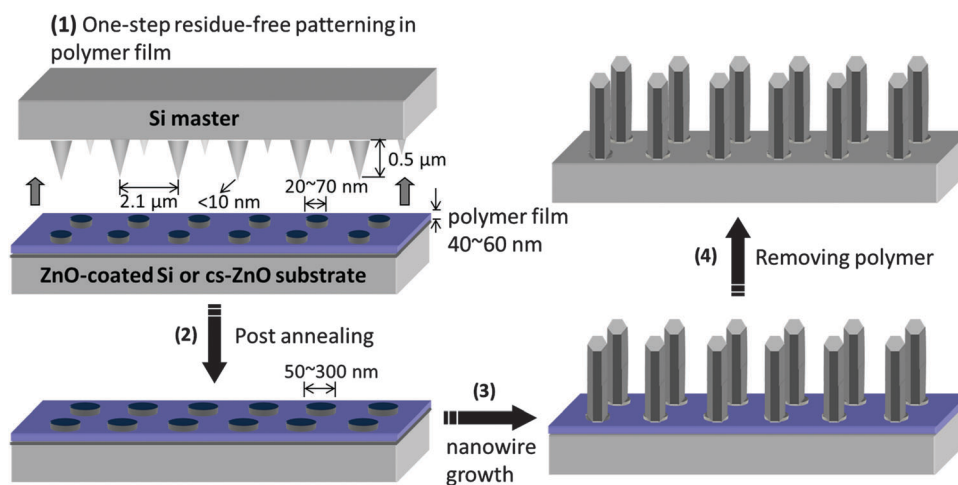 (1) One-step residue-free patterning in
polymer film
Si master
0.5 μm
2.1 μm
<10 nm
20~70 nm
polymer film
40~60 nm
ZnO-coated Si or cs-ZnO substrate
(2)
Post annealing
50~300 nm
(3)
nanowire
growth
(4)
Removing polymer